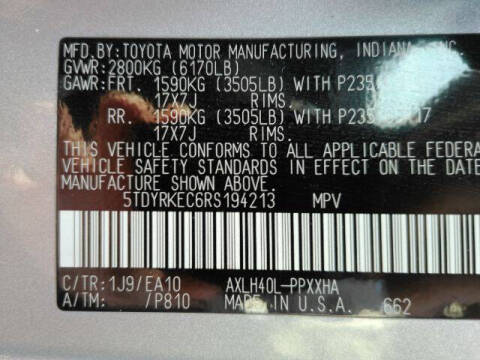 MFD.BY: TOYOTA MOTOR MANUFACTURING, INDIANA, INC.
GVWR: 2800KG (6170LB)
GAWR: FRT. 1590KG (3505LB) WITH
17X7J RIMS.
RR. 1590KG (3505LB) WITH
17X7J RIMS.
THIS VEHICLE CONFORMS TO ALL APPLICABLE FEDERA
VEHICLE SAFETY STANDARDS IN EFFECT ON THE DATE
MANUFACTURE SHOWN ABOVE.
5TDYRKEC6RS194213 MPV
C/TR: 1J9/EA10 AXLH40L-PPXXHA
A/TM: /P810 MADE IN U.S.A. 662